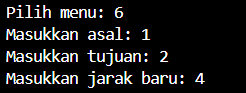 Pilih menu: 6
Masukkan asal: 1
Masukkan tujuan: 2
Masukkan jarak baru: 4